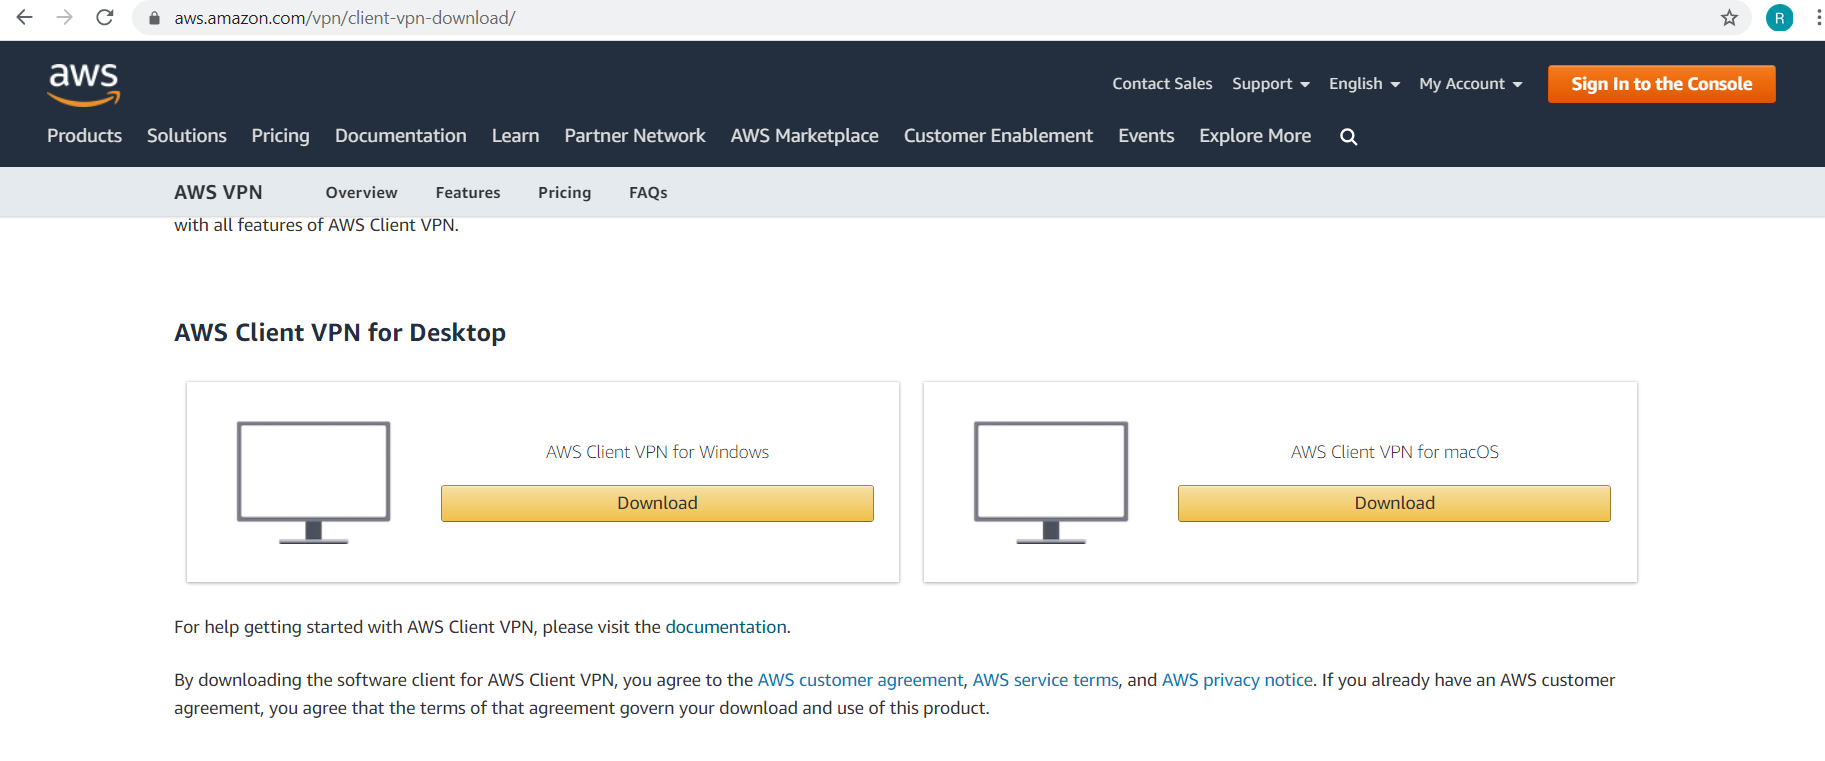 aws.amazon.com/vpn/client-vpn-download/
R
aws
Contact Sales Support English My Account Sign In to the Console
Products Solutions Pricing Documentation Learn Partner Network AWS Marketplace Customer Enablement Events Explore More
AWS VPN Overview Features Pricing FAQs
with all features of AWS Client VPN.
AWS Client VPN for Desktop
AWS Client VPN for Windows
Download
AWS Client VPN for macOS
Download
For help getting started with AWS Client VPN, please visit the documentation.
By downloading the software client for AWS Client VPN, you agree to the AWS customer agreement, AWS service terms, and AWS privacy notice. If you already have an AWS customer
agreement, you agree that the terms of that agreement govern your download and use of this product.